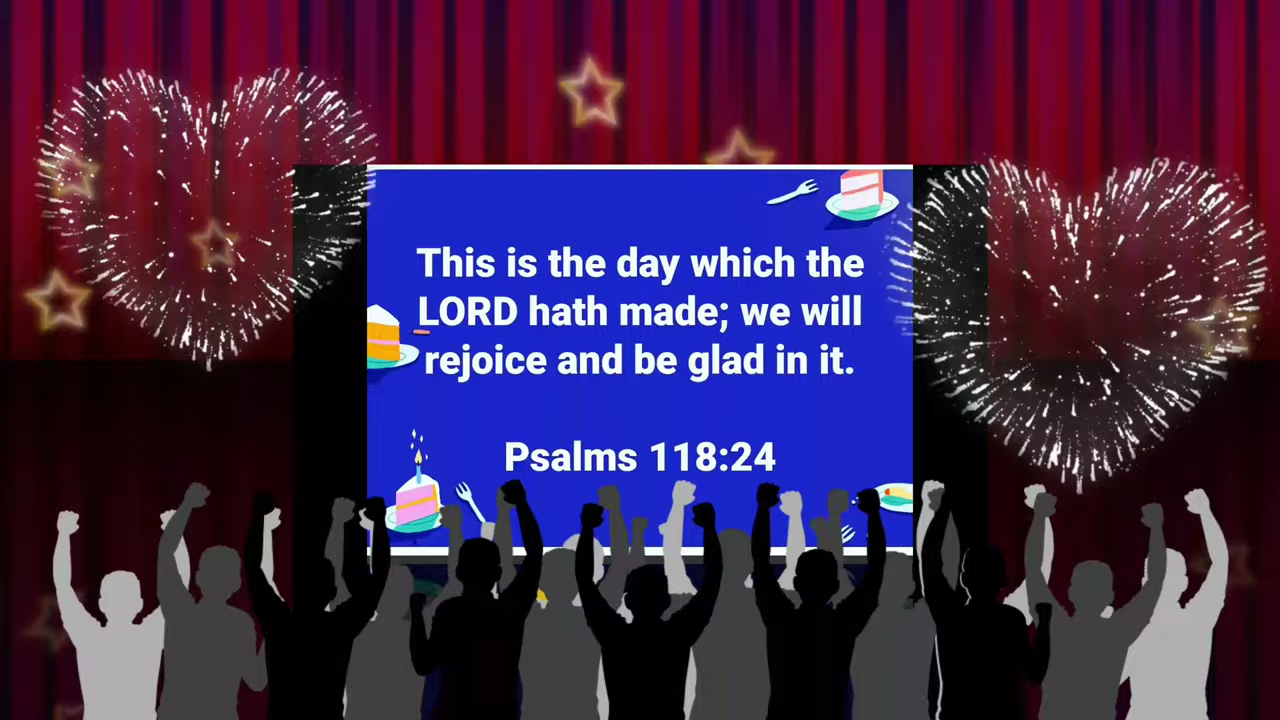 This is the day which the
LORD hath made; we will
rejoice and be glad in it.
Psalms 118:24